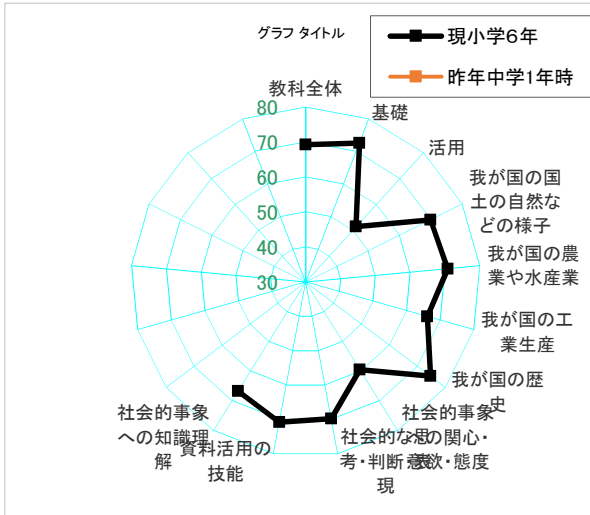 グラフ タイトル
現小学6年
昨年中学1年時
教科全体
基礎
活用
我が国の国
土の自然な
どの様子
我が国の農
業や水産業
我が国の工
業生産
我が国の歴
史
社会的事象
への関心・
意欲・態度
社会的な思
考・判断・表
現
資料活用の
技能
社会的事象
への知識理
解
80
70
60
50
40
30